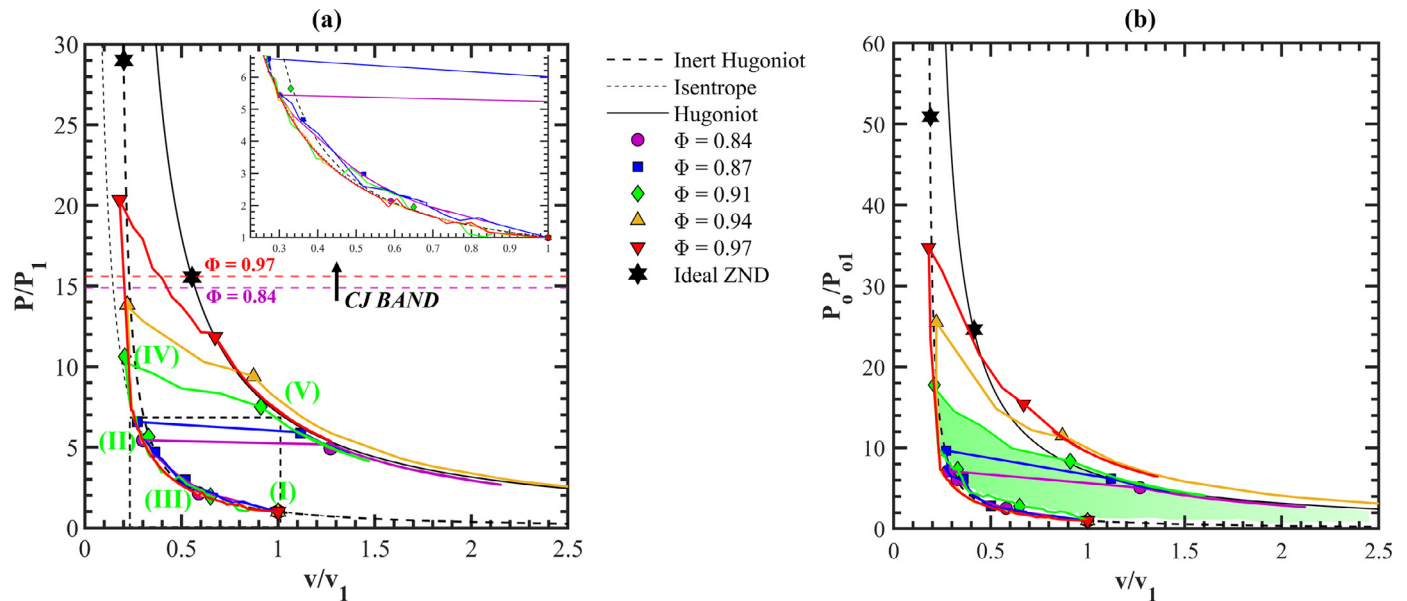 (a)
(b)
30
25
20
15
10
5
0
P/P1
0
0.5
1
1.5
2
2.5
v/v1
6
5
4
3
2
1
0.3
0.4
0.5
0.6
0.7
0.8
0.9
1
Φ = 0.97
Φ = 0.84
CJ BAND
(IV)
(V)
(II)
(III)
(I)
Inert Hugoniot
Isentrope
Hugoniot
Φ = 0.84
Φ = 0.87
Φ = 0.91
Φ = 0.94
Φ = 0.97
Ideal ZND
60
50
40
30
20
10
0
Po/Po1
0
0.5
1
1.5
2
2.5
v/v1